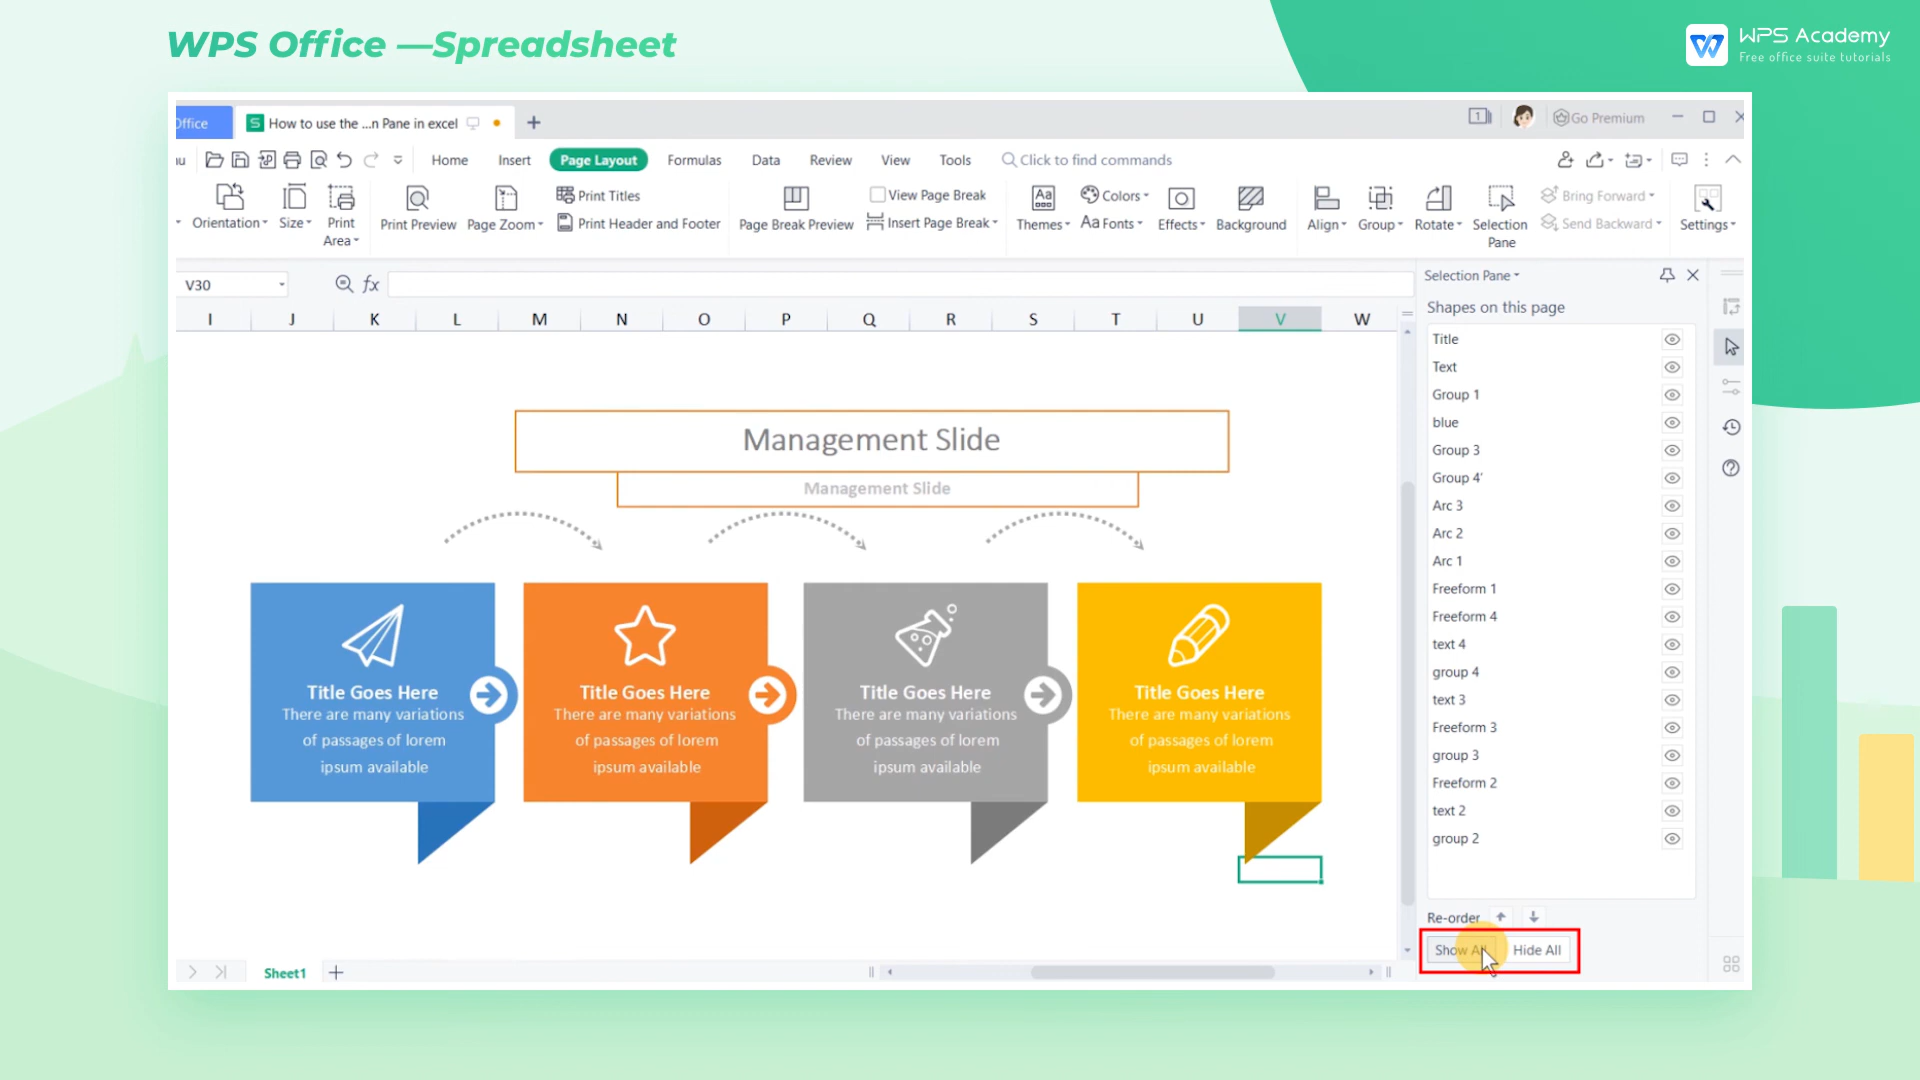 WPS Office —Spreadsheet
WPS Academy
Free office suite tutorials
Office
S How to use the ...n Pane in excel
1
Go Premium
nu
Home Insert Page Layout Formulas Data Review View Tools Click to find commands
Orientation
Size
Print
Area
Print Preview
Page Zoom
Print Titles
Print Header and Footer
Page Break Preview
View Page Break
Insert Page Break
Aa
Themes
Colors
Aa Fonts
Effects
Background
Align
Group
Rotate
Selection
Pane
Bring Forward
Send Backward
Settings
V30
fx
I J K L M N O P Q R S T U V W
Management Slide
Management Slide
Title Goes Here
There are many variations
of passages of lorem
ipsum available
Title Goes Here
There are many variations
of passages of lorem
ipsum available
Title Goes Here
There are many variations
of passages of lorem
ipsum available
Title Goes Here
There are many variations
of passages of lorem
ipsum available
Selection Pane
Shapes on this page
Title
Text
Group 1
blue
Group 3
Group 4'
Arc 3
Arc 2
Arc 1
Freeform 1
Freeform 4
text 4
group 4
text 3
Freeform 3
group 3
Freeform 2
text 2
group 2
Re-order
Show All
Hide All
Sheet1